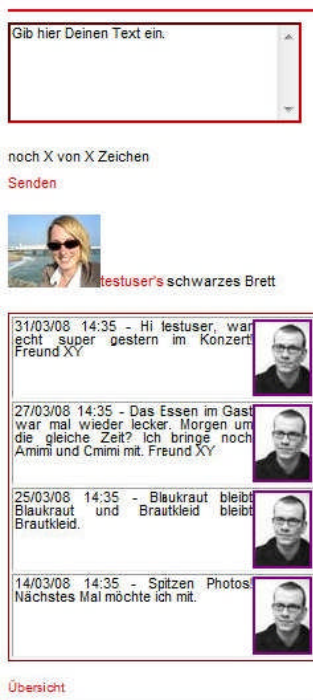 Gib hier Deinen Text ein.
noch X von X Zeichen
Senden
testuser's schwarzes Brett
31/03/08 14:35 - Hi testuser, war
echt super gestern im Konzert!
Freund XY
27/03/08 14:35 - Das Essen im Gast
war mal wieder lecker. Morgen um
die gleiche Zeit? Ich bringe noch
Amimi und Cmimi mit. Freund XY
25/03/08 14:35 - Blaukraut bleibt
Blaukraut und Brautkleid bleibt
Brautkleid.
14/03/08 14:35 - Spitzen Photos!
Nächstes Mal möchte ich mit.
Übersicht